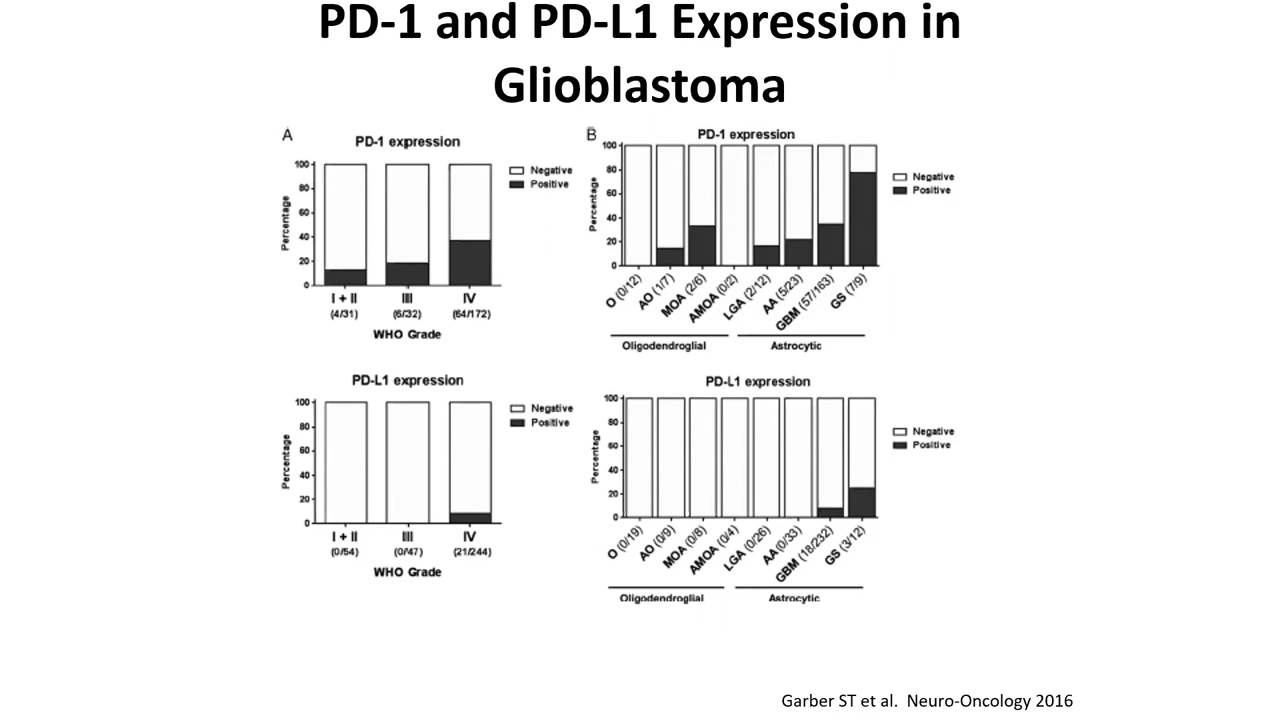 PD-1 and PD-L1 Expression in
Glioblastoma
A
PD-1 expression
Percentage
100
80
60
40
20
0
Negative
Positive
I + II
III
IV
(4/31)
(6/32)
(64/172)
WHO Grade
B
PD-1 expression
Percentage
100
80
60
40
20
0
Negative
Positive
O (0/12)
AO (1/7)
MOA (2/6)
AMOA (0/2)
LGA (2/12)
AA (5/23)
GBM (57/163)
GS (7/9)
Oligodendroglial
Astrocytic
PD-L1 expression
Percentage
100
80
60
40
20
0
Negative
Positive
I + II
III
IV
(0/54)
(0/47)
(21/244)
WHO Grade
PD-L1 expression
Percentage
100
80
60
40
20
0
Negative
Positive
O (0/19)
AO (0/9)
MOA (0/8)
AMOA (0/4)
LGA (0/26)
AA (0/33)
GBM (18/232)
GS (3/12)
Oligodendroglial
Astrocytic
Garber ST et al. Neuro-Oncology 2016